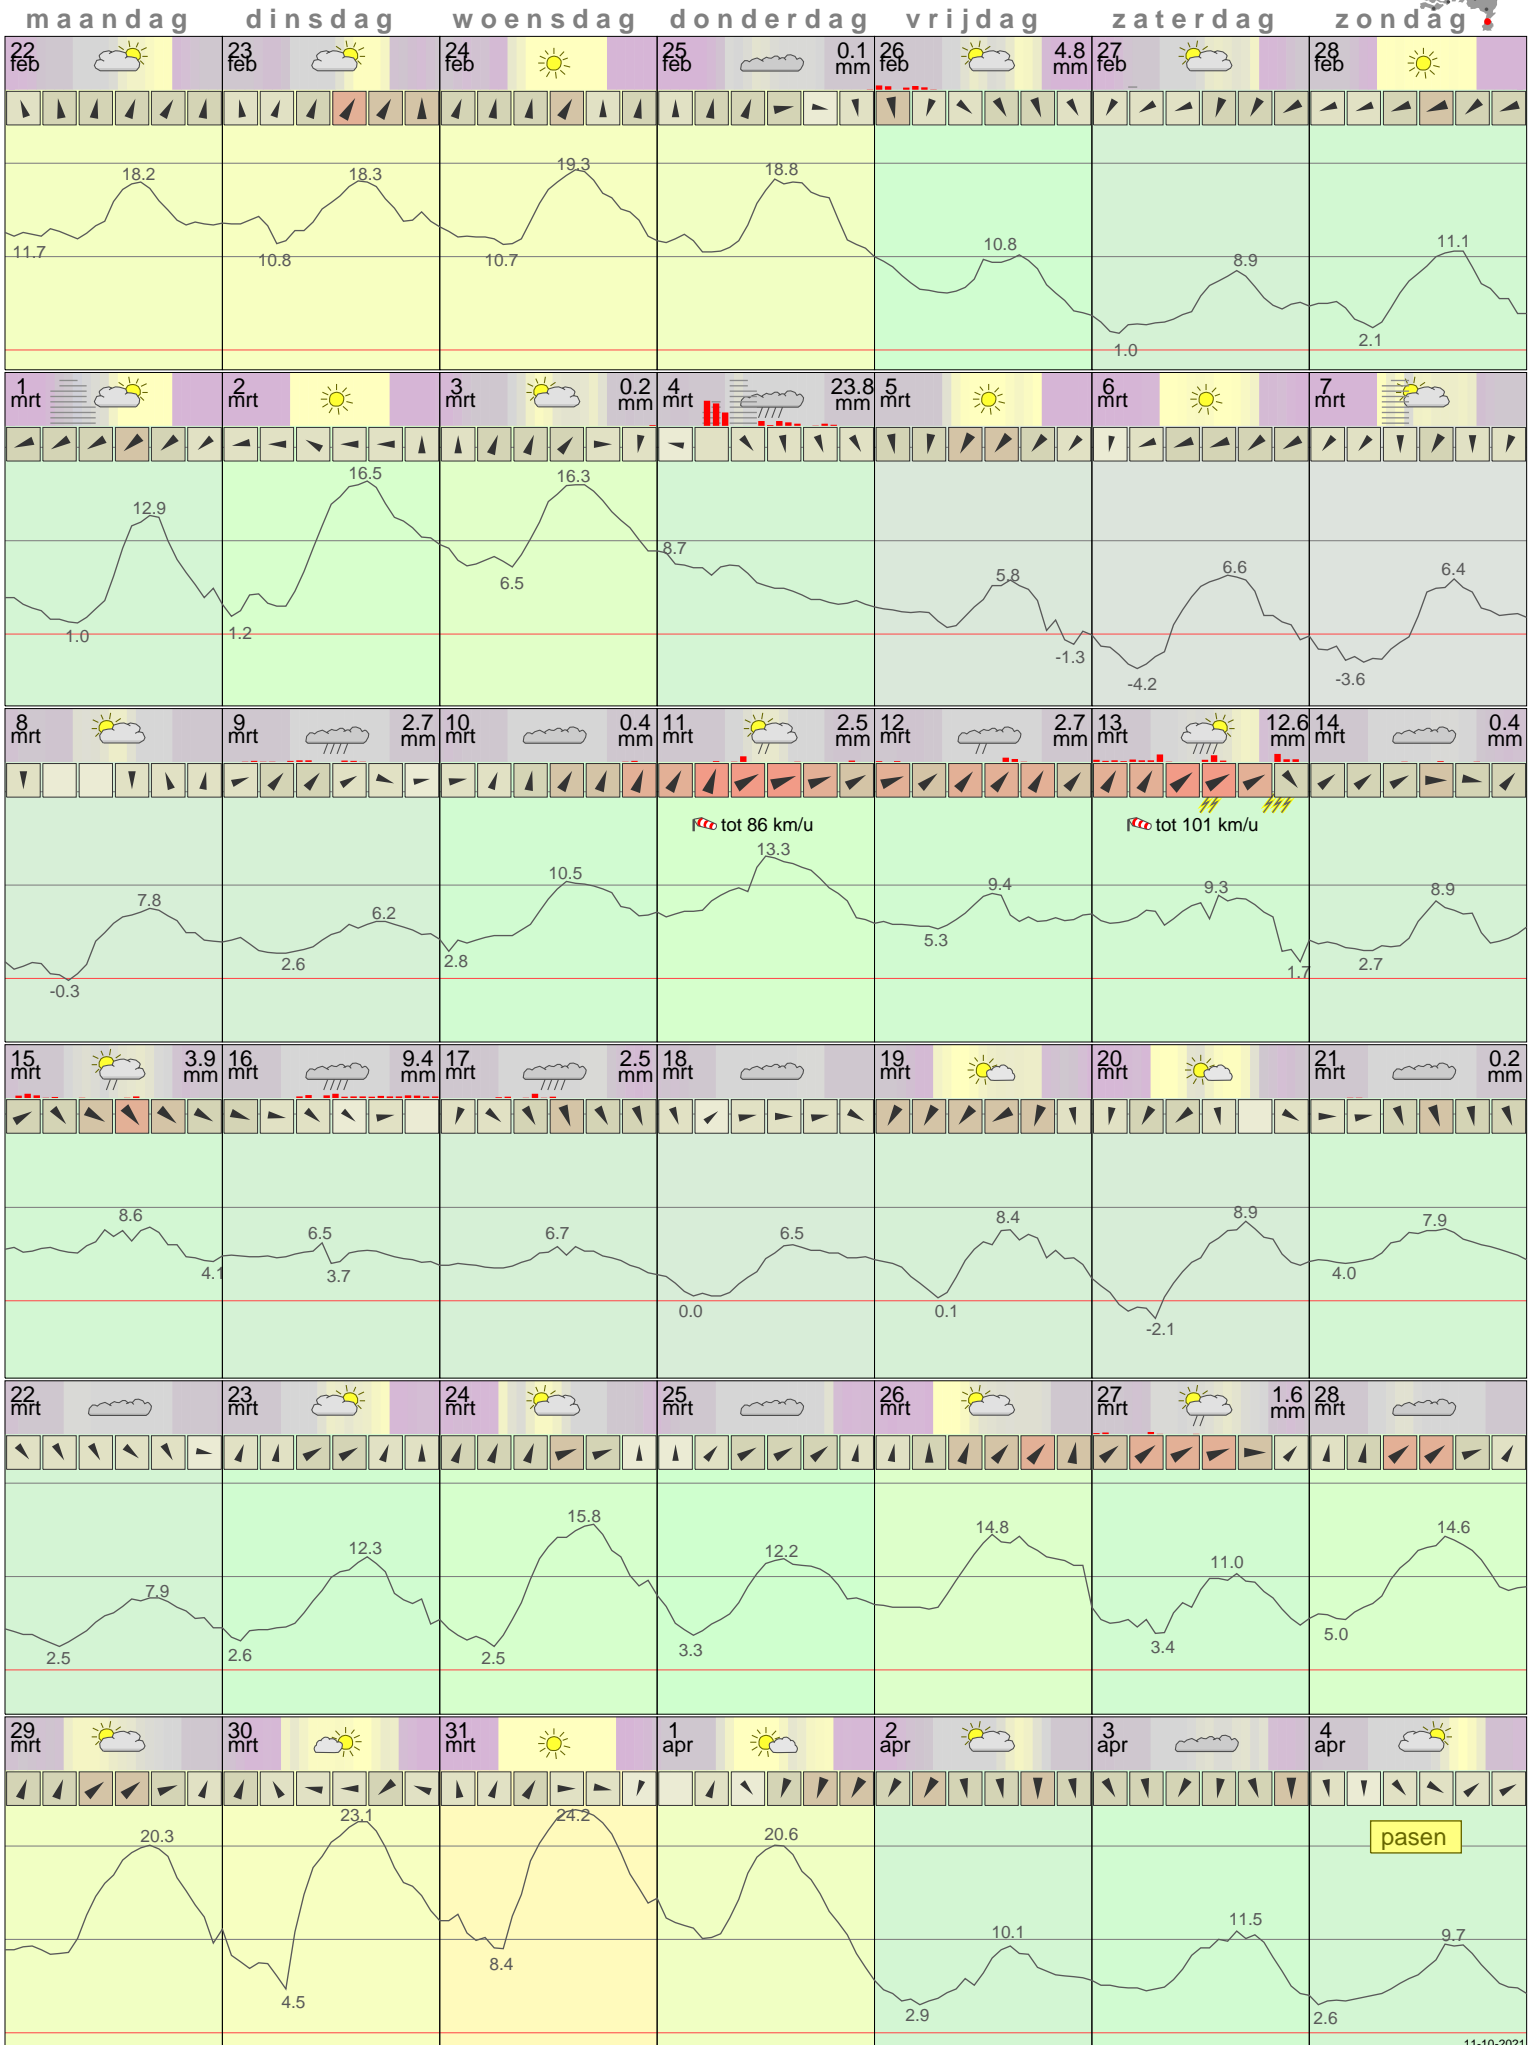 maandag dinsdag woensdag donderdag vrijdag zaterdag zondag
22 23 24 25 0.1 26 4.8 27 28
feb feb feb feb mm feb mm feb feb
18.2 18.3 19.3 18.8
11.7 10.8 10.7 10.8 8.9 11.1
1.0 2.1
1 2 3 0.2 4 23.8 5 6 7
mrt mrt mrt mm mrt mm mrt mrt mrt
12.9 16.5 16.3
8.7 6.5 5.8 6.6 6.4
1.0 1.2 -1.3 -4.2 -3.6
8 9 2.7 10 0.4 11 2.5 12 2.7 13 12.6 14 0.4
mrt mrt mm mrt mm mrt mm mrt mm mrt mm mrt mm
tot 86 km/u tot 101 km/u
7.8 6.2 10.5 13.3 9.4 9.3 8.9
-0.3 2.6 2.8 5.3 1.7 2.7
15 3.9 16 9.4 17 2.5 18 19 20 21 0.2
mrt mm mrt mm mrt mm mrt mrt mrt mrt mm
8.6 6.5 6.7 6.5 8.4 8.9 7.9
4.1 3.7 0.0 0.1 -2.1 4.0
22 23 24 25 26 27 1.6 28
mrt mrt mrt mrt mrt mrt mm mrt
7.9 12.3 15.8 12.2 14.8 11.0 14.6
2.5 2.6 2.5 3.3 3.4 5.0
29 30 31 1 2 3 4
mrt mrt mrt apr apr apr apr
20.3 23.1 24.2 20.6 pasen
10.1 11.5 9.7
4.5 8.4 2.9 2.6
11-10-2021